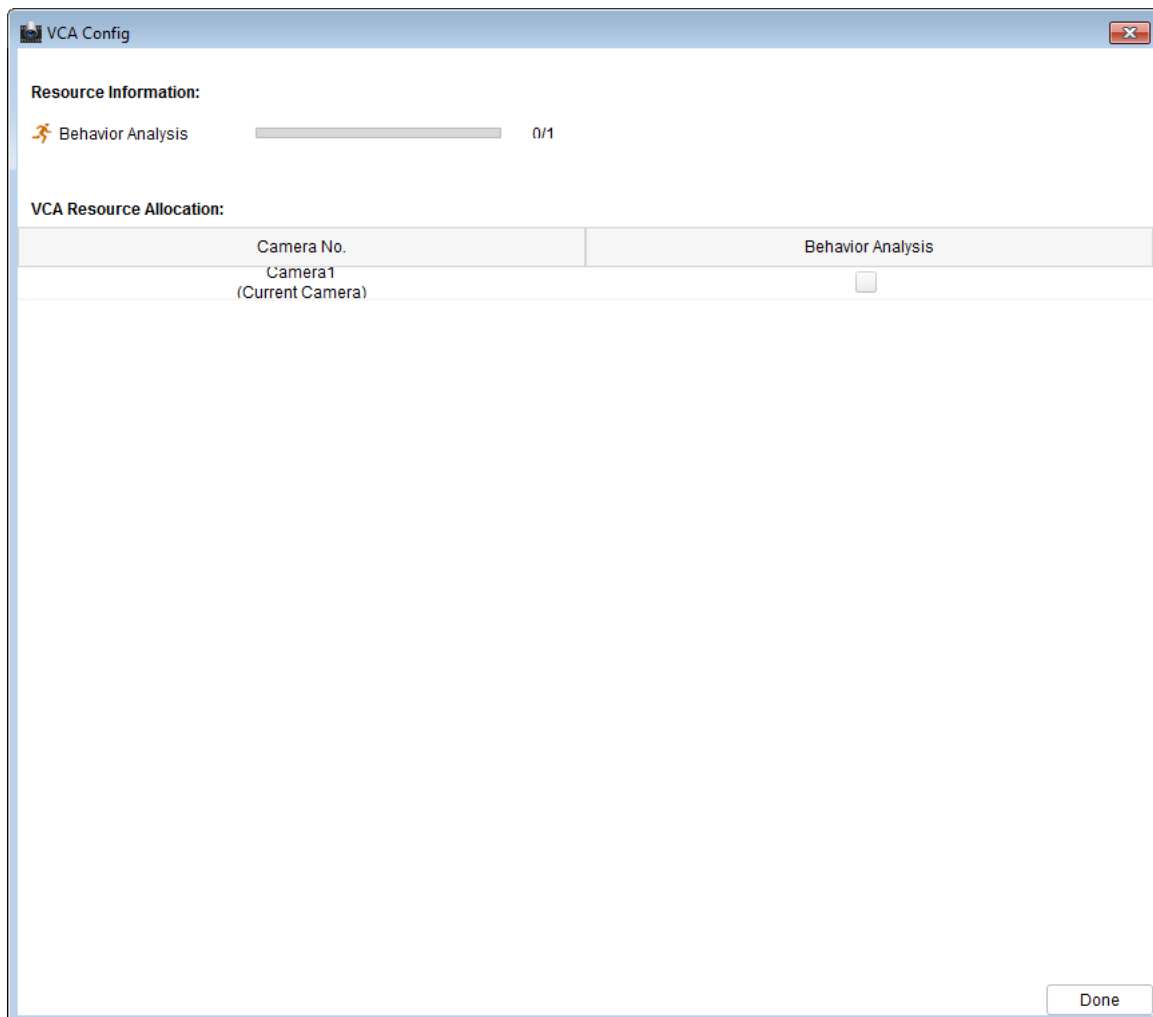 VCA Config
Resource Information:
Behavior Analysis 0/1
VCA Resource Allocation:
Camera No. Behavior Analysis
Camera1
(Current Camera)
Done